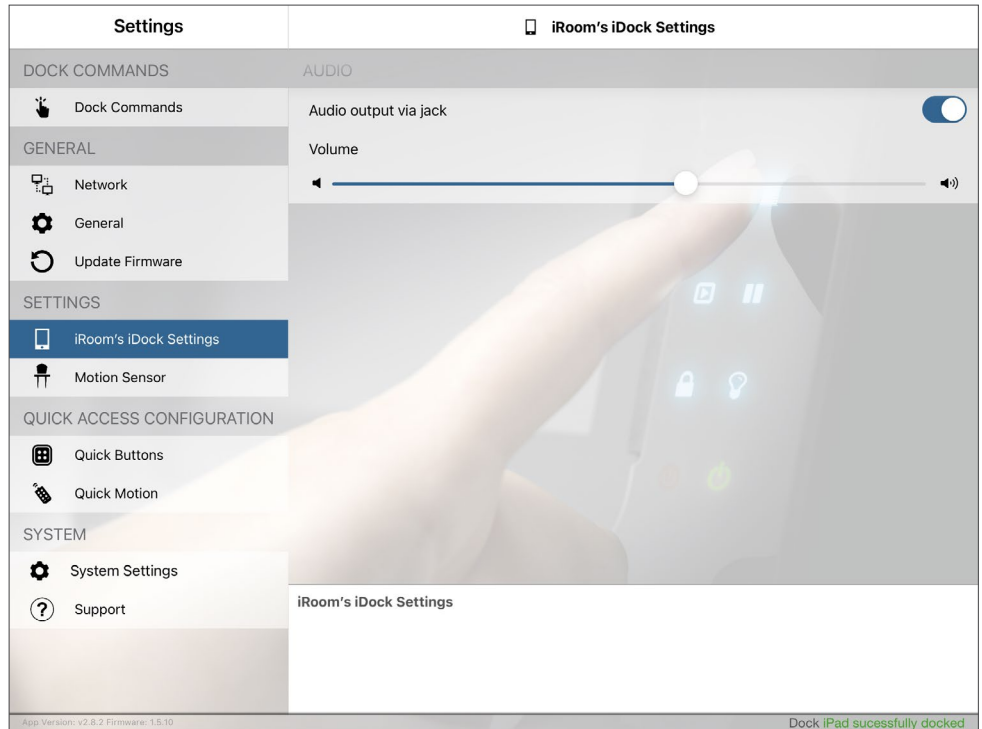 Settings
iRoom's iDock Settings
DOCK COMMANDS
Dock Commands
GENERAL
Network
General
Update Firmware
SETTINGS
iRoom's iDock Settings
Motion Sensor
QUICK ACCESS CONFIGURATION
Quick Buttons
Quick Motion
SYSTEM
System Settings
Support
App Version: v2.8.2 Firmware: 1.5.10
AUDIO
Audio output via jack
Volume
iRoom's iDock Settings
Dock iPad sucessfully docked